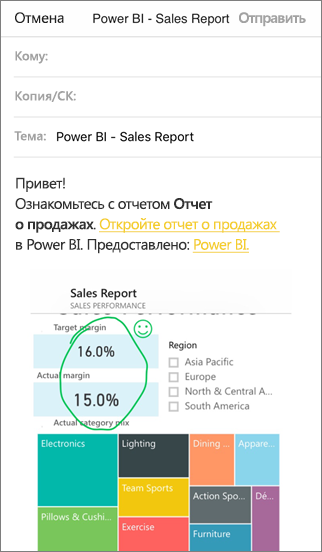 Отмена Power BI - Sales Report Отправить
Кому:
Копия/СК:
Тема: Power BI - Sales Report
Привет!
Ознакомьтесь с отчетом Отчет
о продажах. Откройте отчет о продажах
в Power BI. Предоставлено: Power BI.
Sales Report
SALES PERFORMANCE
Target margin
16.0%
Actual margin
15.0%
Actual category mix
Region
Asia Pacific
Europe
North & Central A...
South America
Electronics
Lighting
Dining ...
Appare...
Team Sports
Action Spo...
Dé...
Pillows & Cushi...
Exercise
Furniture